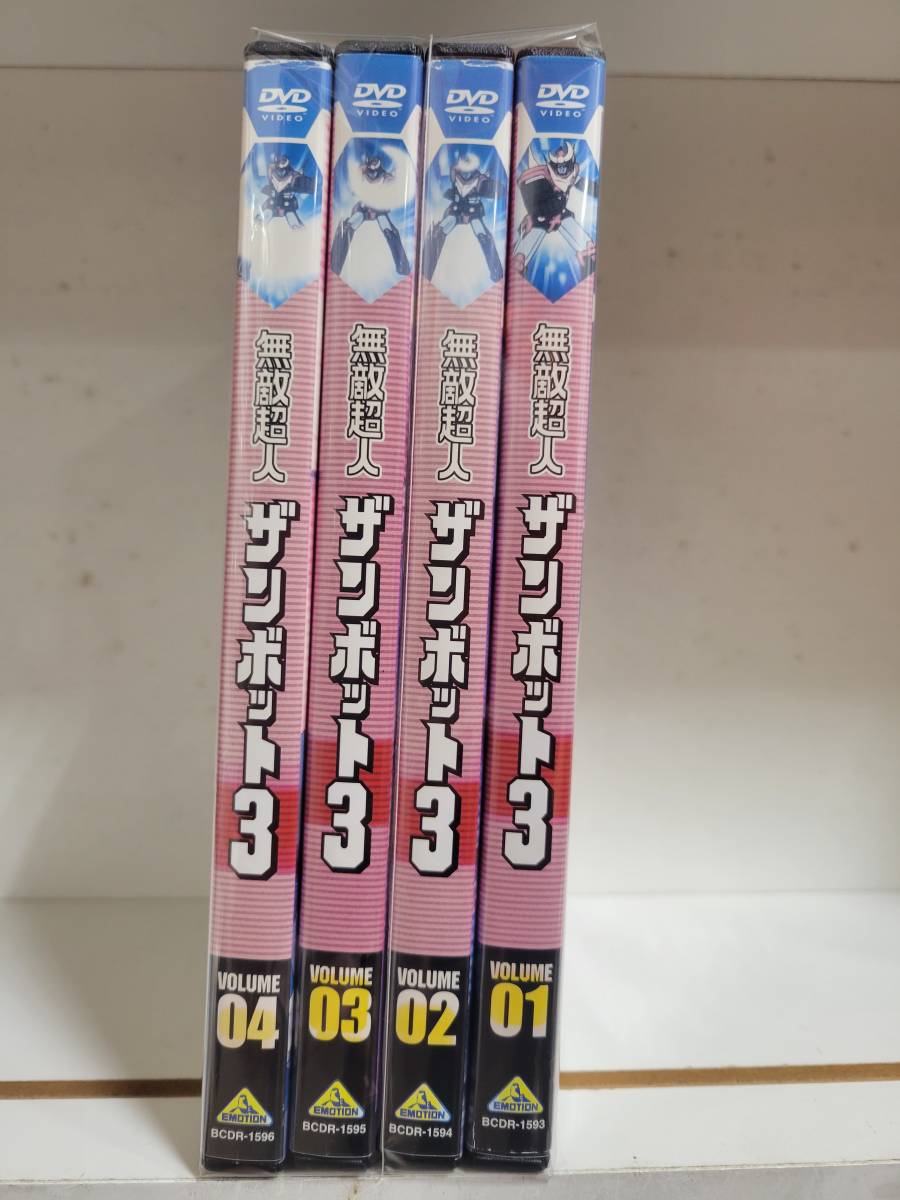 DVD
VIDEO
無敵超人
ザンボット3
VOLUME
04
EMOTION
BCDR-1596
DVD
VIDEO
無敵超人
ザンボット3
VOLUME
03
EMOTION
BCDR-1595
DVD
VIDEO
無敵超人
ザンボット3
VOLUME
02
EMOTION
BCDR-1594
DVD
VIDEO
無敵超人
ザンボット3
VOLUME
01
EMOTION
BCDR-1593